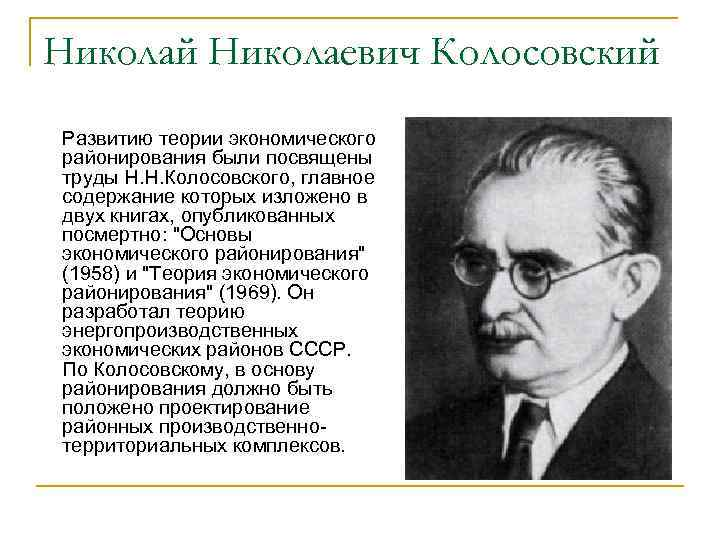 Николай Николаевич Колосовский
Развитию теории экономического
районирования были посвящены
труды Н. Н. Колосовского, главное
содержание которых изложено в
двух книгах, опубликованных
посмертно: "Основы
экономического районирования"
(1958) и "Теория экономического
районирования" (1969). Он
разработал теорию
энергопроизводственных
экономических районов СССР.
По Колосовскому, в основу
районирования должно быть
положено проектирование
районных производственно-
территориальных комплексов.